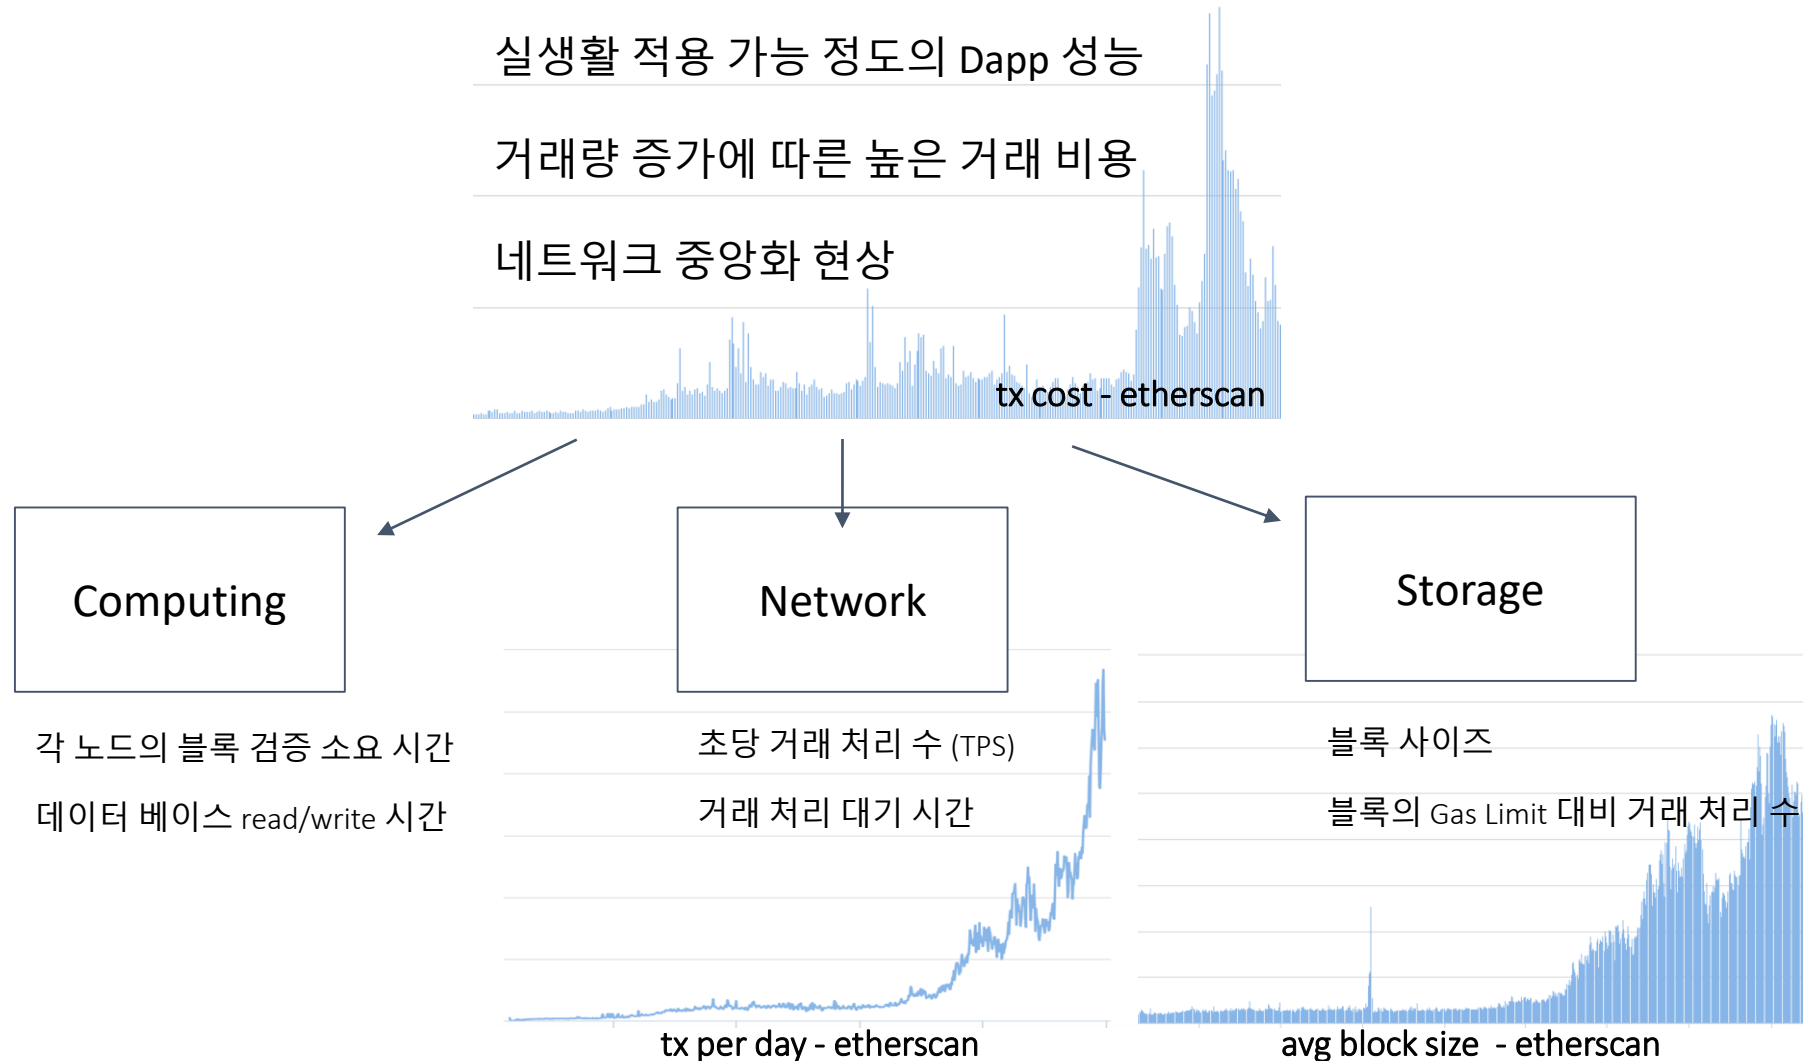 실생활 적용 가능 정도의 Dapp 성능
거래량 증가에 따른 높은 거래 비용
네트워크 중앙화 현상
tx cost - etherscan
Computing
Network
Storage
각 노드의 블록 검증 소요 시간
데이터 베이스 read/write 시간
초당 거래 처리 수 (TPS)
거래 처리 대기 시간
블록 사이즈
블록의 Gas Limit 대비 거래 처리 수
tx per day - etherscan
avg block size - etherscan